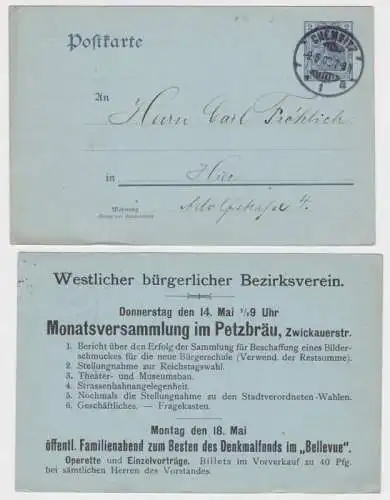 Postkarte
CHEMNITZ
An
Herrn Carl Fröhlich
in Hier
Wohnung
Adolfstraße 4.
Westlicher bürgerlicher Bezirksverein.
Donnerstag den 14. Mai ½9 Uhr
Monatsversammlung im Petzbräu, Zwickauerstr.
1. Bericht über den Erfolg der Sammlung für Beschaffung eines Bilder-
schmuckes für die neue Bürgerschule (Verwend. der Restsumme).
2. Stellungnahme zur Reichstagswahl.
3. Theater- und Museumsbau.
4. Strassenbahnangelegenheit.
5. Nochmals die Stellungnahme zu den Stadtverordneten-Wahlen.
6. Geschäftliches. — Fragekasten.
Montag den 18. Mai
öffentl. Familienabend zum Besten des Denkmalfonds im „Bellevue".
Operette und Einzelvorträge. Billets im Vorverkauf zu 40 Pfg.
bei sämtlichen Herren des Vorstandes.